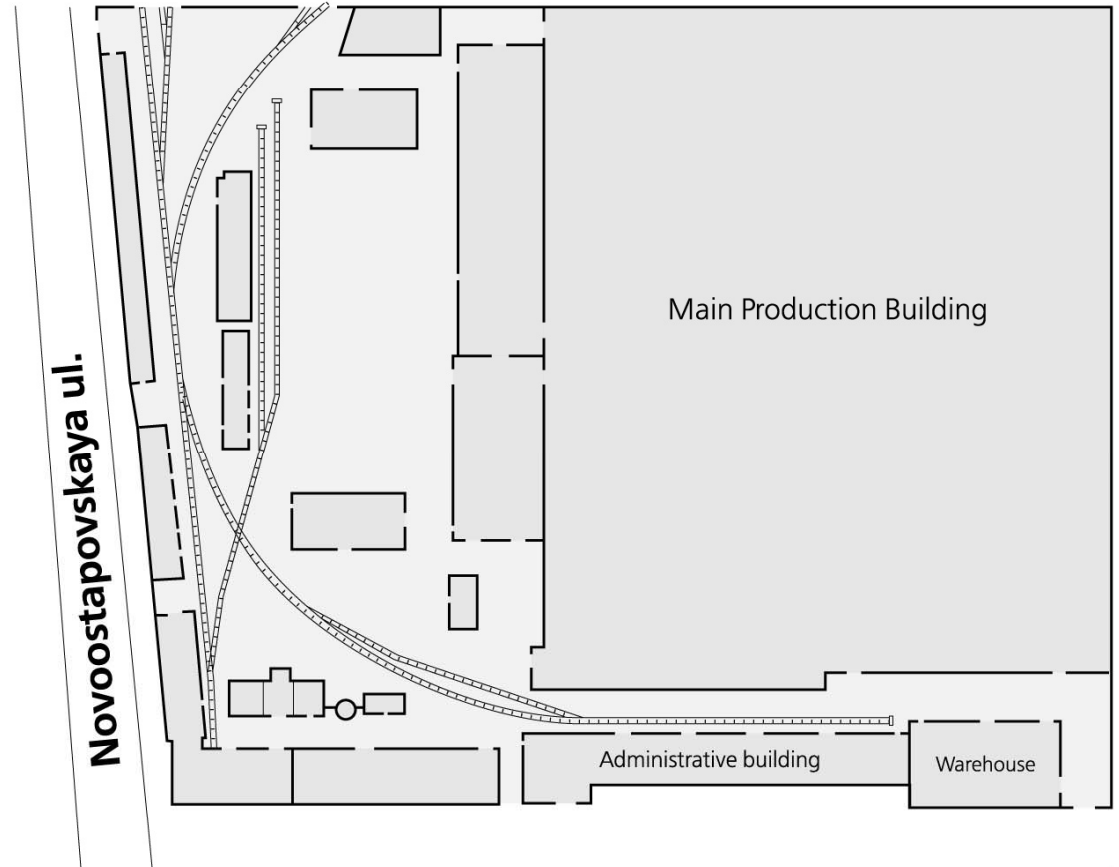 Main Production Building
Novoostapovskaya ul.
Administrative building
Warehouse